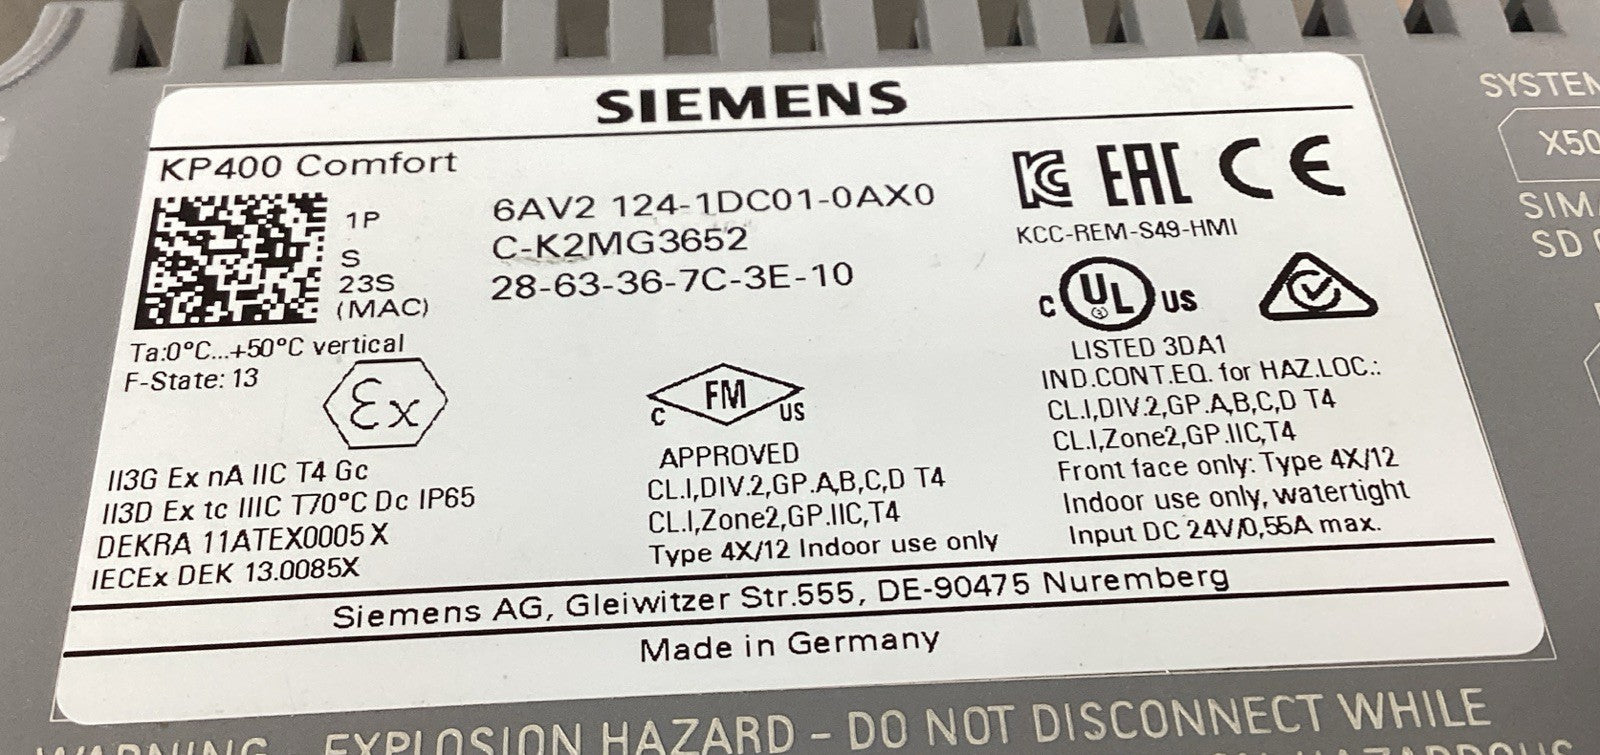 SIEMENS
KP400 Comfort
1P 6AV2 124-1DC01-0AX0
S C-K2MG3652
23S 28-63-36-7C-3E-10
(MAC)
Ta:0°C...+50°C vertical
F-State: 13
Ex
II3G Ex nA IIC T4 Gc
II3D Ex tc IIIC T70°C Dc IP65
DEKRA 11ATEX0005 X
IECEx DEK 13.0085X
C FM US
APPROVED
CL.I,DIV.2,GP.A,B,C,D T4
CL.I,Zone2,GP.IIC,T4
Type 4X/12 Indoor use only
KC EAC CE
KCC-REM-S49-HMI
C UL US
LISTED 3DA1
IND.CONT.EQ. for HAZ.LOC.:
CL.I,DIV.2,GP.A,B,C,D T4
CL.I,Zone2,GP.IIC,T4
Front face only: Type 4X/12
Indoor use only, watertight
Input DC 24V/0,55A max.
Siemens AG, Gleiwitzer Str.555, DE-90475 Nuremberg
Made in Germany
SYSTEM
X50
SIMA
SD
WARNING EXPLOSION HAZARD – DO NOT DISCONNECT WHILE